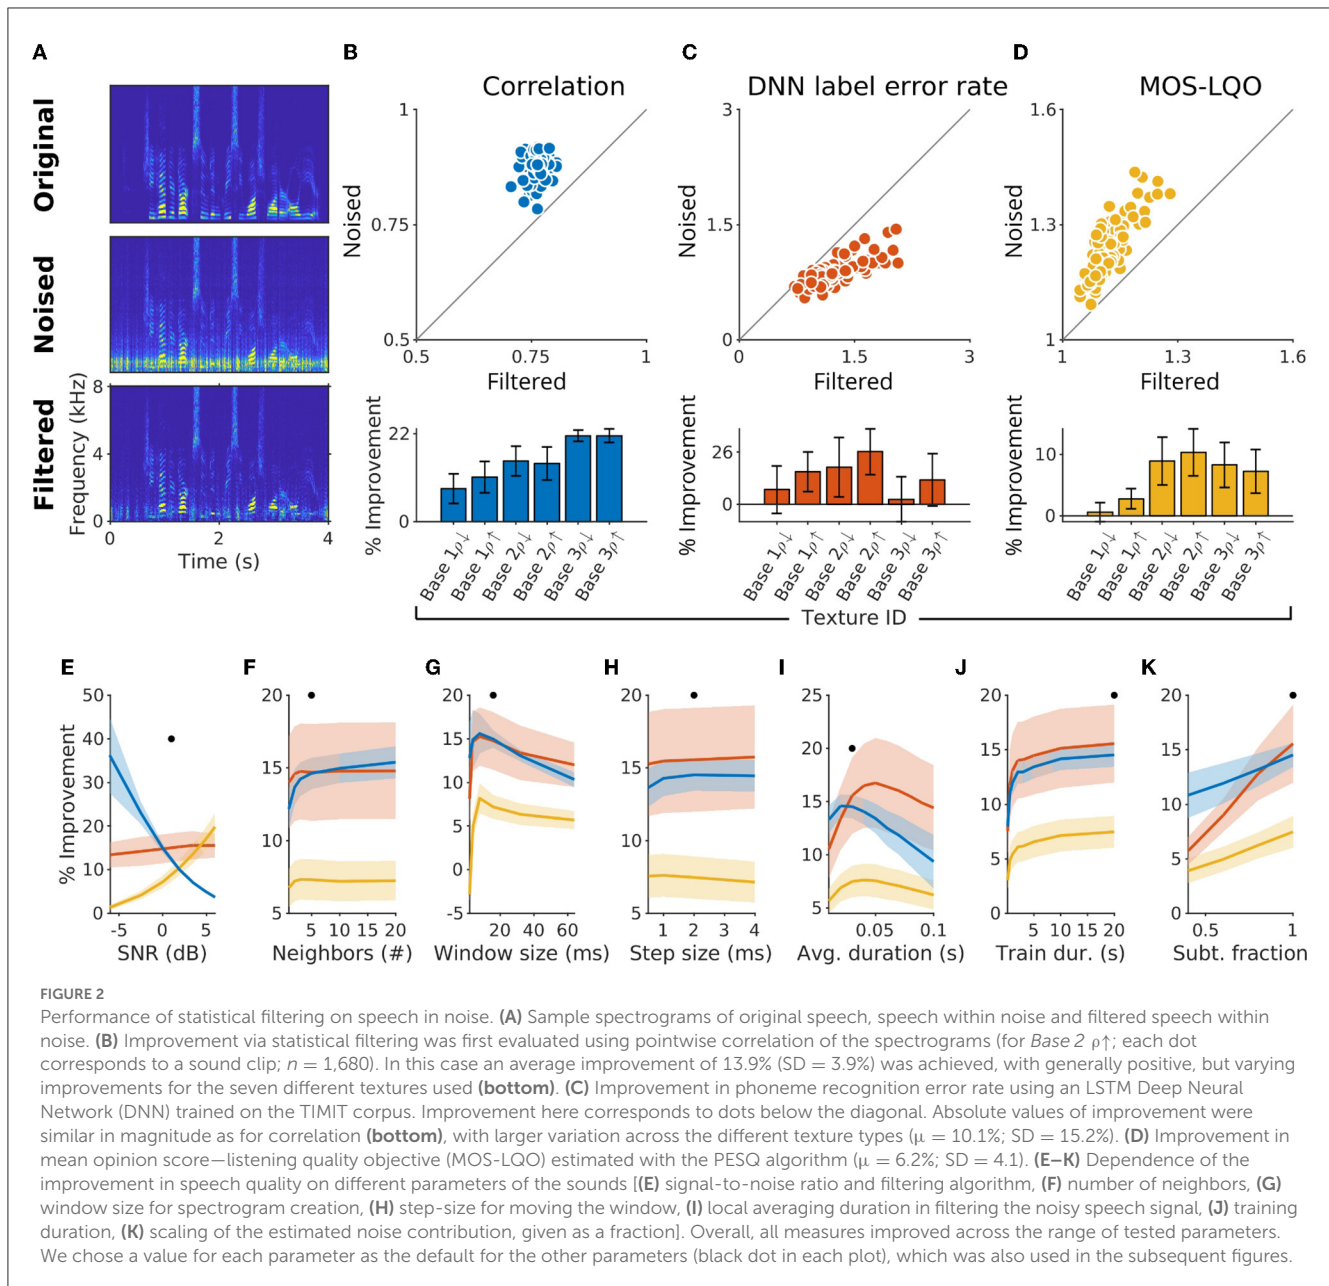 A
B
C
D
Correlation
DNN label error rate
MOS-LQO
Original
Noised
Filtered
Frequency (kHz)
8
4
0
0
2
4
Time (s)
Noised
1
0.75
0.5
0.5
0.75
1
Filtered
Noised
3
1.5
0
0
1.5
3
Filtered
Noised
1.6
1.3
1
1
1.3
1.6
Filtered
% Improvement
22
0
Base 1ρ↓
Base 1ρ↑
Base 2ρ↓
Base 2ρ↑
Base 3ρ↓
Base 3ρ↑
% Improvement
26
0
Base 1ρ↓
Base 1ρ↑
Base 2ρ↓
Base 2ρ↑
Base 3ρ↓
Base 3ρ↑
% Improvement
10
0
Base 1ρ↓
Base 1ρ↑
Base 2ρ↓
Base 2ρ↑
Base 3ρ↓
Base 3ρ↑
Texture ID
E
% Improvement
50
40
30
20
10
0
-5
0
5
SNR (dB)
F
20
15
10
5
5
10
15
20
Neighbors (#)
G
20
15
10
5
0
-5
20
40
60
Window size (ms)
H
20
15
10
5
1
2
3
4
Step size (ms)
I
25
20
15
10
5
0.05
0.1
Avg. duration (s)
J
20
15
10
5
0
5
10
15
20
Train dur. (s)
K
20
15
10
5
0
0.5
1
Subt. fraction
FIGURE 2
Performance of statistical filtering on speech in noise. (A) Sample spectrograms of original speech, speech within noise and filtered speech within
noise. (B) Improvement via statistical filtering was first evaluated using pointwise correlation of the spectrograms (for Base 2 ρ↑; each dot
corresponds to a sound clip; n = 1,680). In this case an average improvement of 13.9% (SD = 3.9%) was achieved, with generally positive, but varying
improvements for the seven different textures used (bottom). (C) Improvement in phoneme recognition error rate using an LSTM Deep Neural
Network (DNN) trained on the TIMIT corpus. Improvement here corresponds to dots below the diagonal. Absolute values of improvement were
similar in magnitude as for correlation (bottom), with larger variation across the different texture types (μ = 10.1%; SD = 15.2%). (D) Improvement in
mean opinion score—listening quality objective (MOS-LQO) estimated with the PESQ algorithm (μ = 6.2%; SD = 4.1). (E–K) Dependence of the
improvement in speech quality on different parameters of the sounds [(E) signal-to-noise ratio and filtering algorithm, (F) number of neighbors, (G)
window size for spectrogram creation, (H) step-size for moving the window, (I) local averaging duration in filtering the noisy speech signal, (J) training
duration, (K) scaling of the estimated noise contribution, given as a fraction]. Overall, all measures improved across the range of tested parameters.
We chose a value for each parameter as the default for the other parameters (black dot in each plot), which was also used in the subsequent figures.